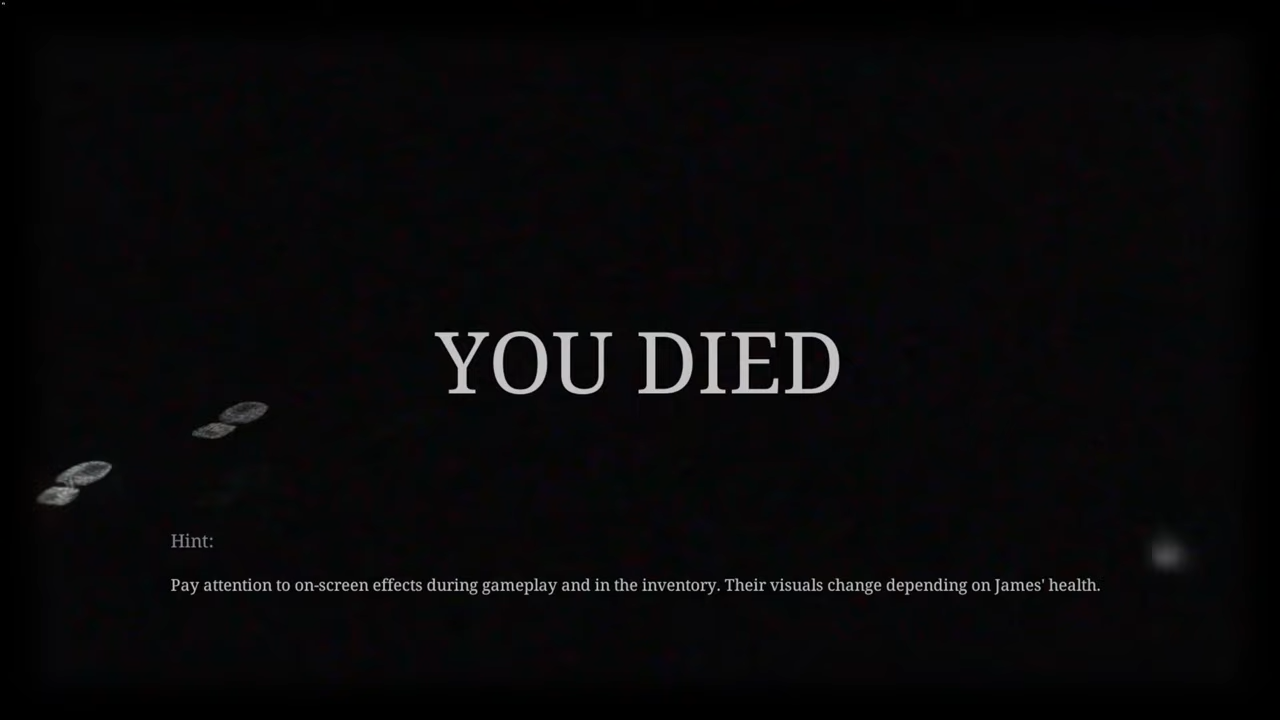 YOU DIED
Hint:
Pay attention to on-screen effects during gameplay and in the inventory. Their visuals change depending on James' health.